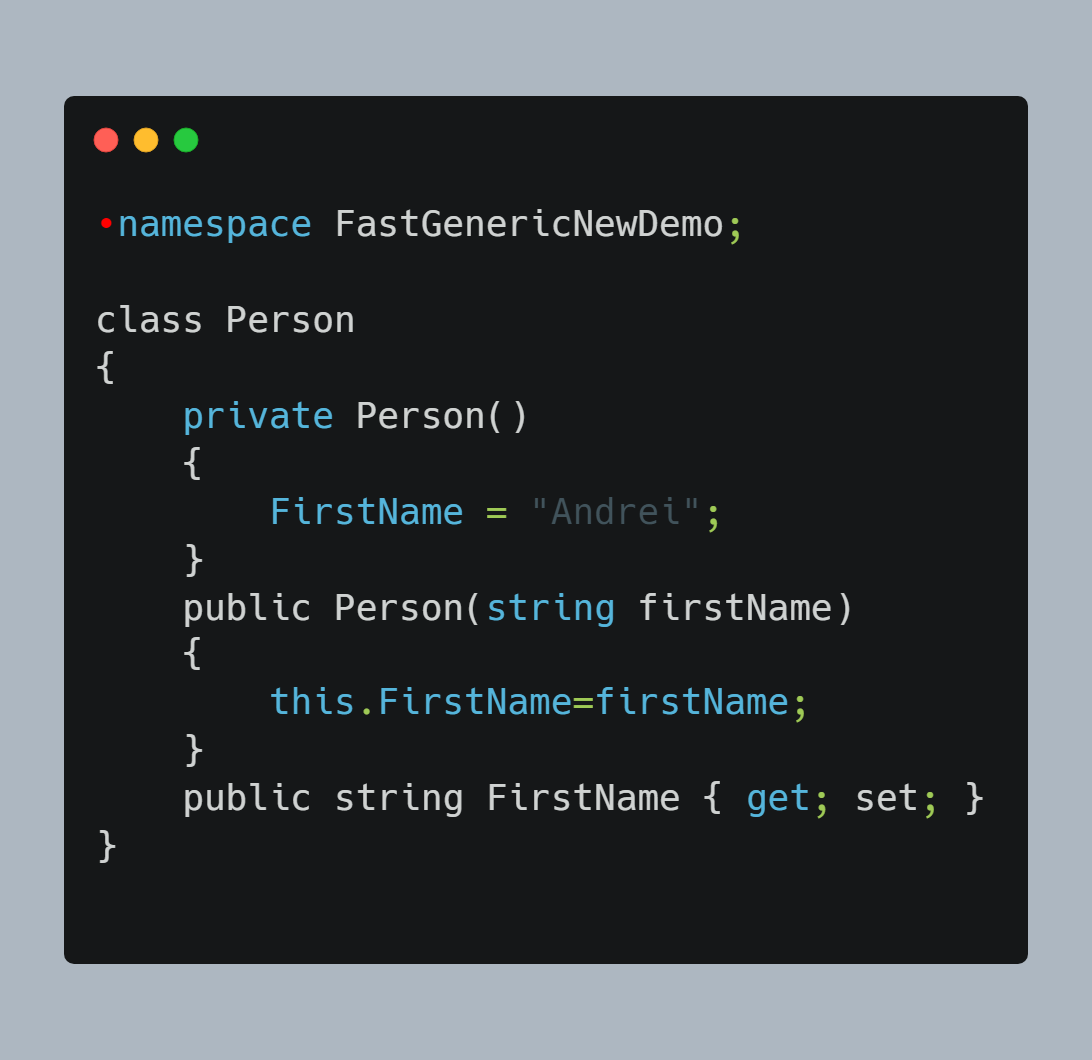 •namespace FastGenericNewDemo;

class Person
{
    private Person()
    {
        FirstName = "Andrei";
    }
    public Person(string firstName)
    {
        this.FirstName=firstName;
    }
    public string FirstName { get; set; }
}